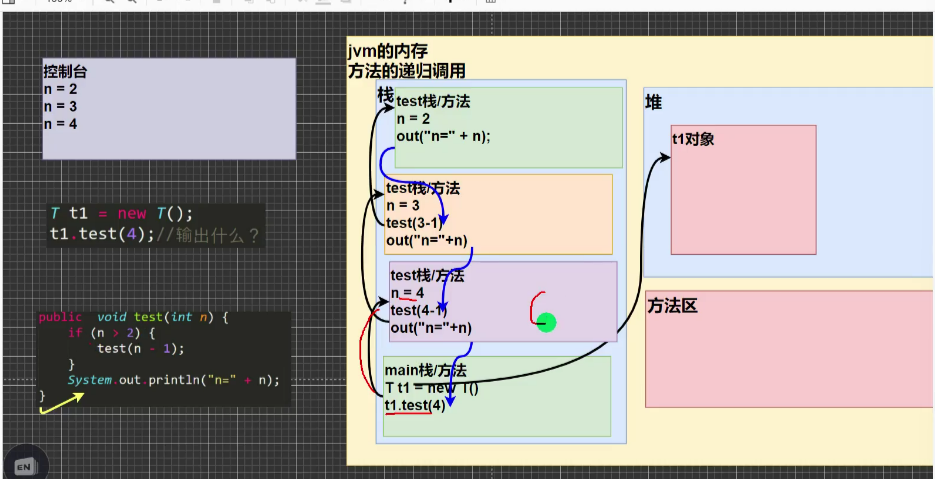 控制台
n = 2
n = 3
n = 4
T t1 = new T();
t1.test(4);//输出什么？
public void test(int n) {
if (n > 2) {
test(n - 1);
}
System.out.println("n=" + n);
}
EN
jvm的内存
方法的递归调用
栈
test栈/方法
n = 2
out("n=" + n);
test栈/方法
n = 3
test(3-1)
out("n="+n)
test栈/方法
n = 4
test(4-1)
out("n="+n)
main栈/方法
T t1 = new T()
t1.test(4)
堆
t1对象
方法区